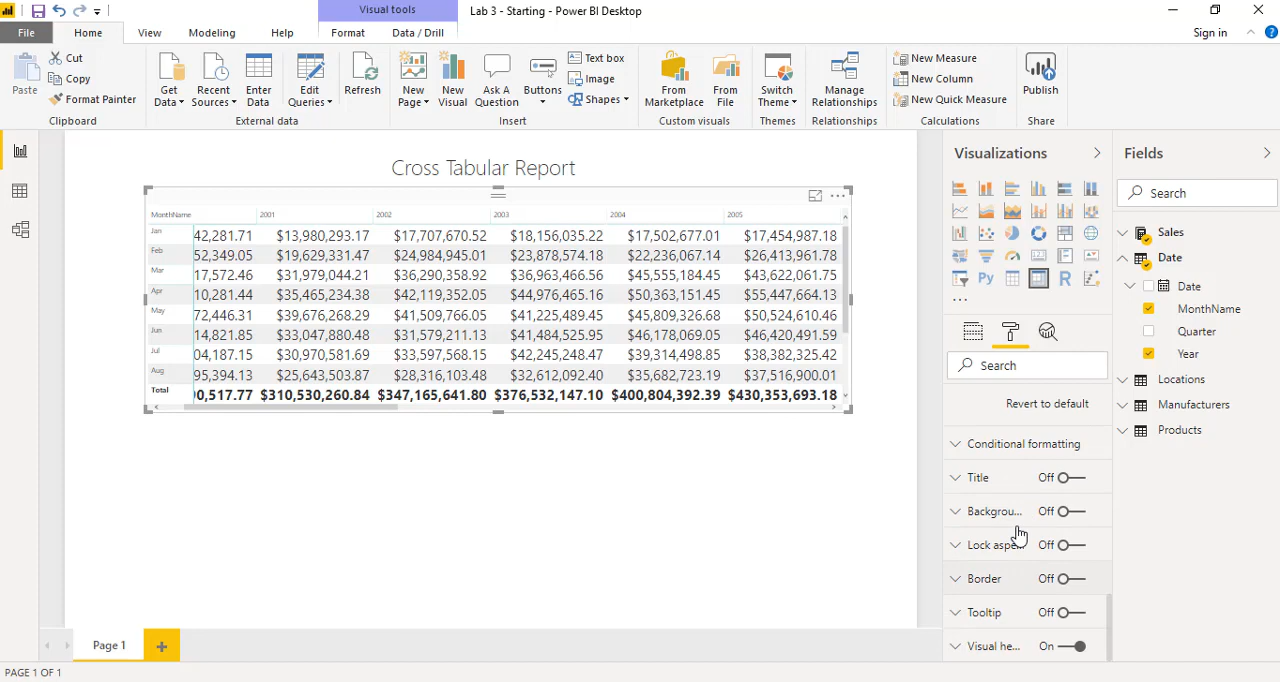 Visual tools
Lab 3 - Starting - Power BI Desktop
File
Home
View
Modeling
Help
Format
Data / Drill
Sign in
Paste
Cut
Copy
Format Painter
Clipboard
Get Data
Recent Sources
Enter Data
Edit Queries
Refresh
External data
New Page
New Visual
Ask A Question
Buttons
Text box
Image
Shapes
Insert
From Marketplace
From File
Custom visuals
Switch Theme
Themes
Manage Relationships
Relationships
New Measure
New Column
New Quick Measure
Calculations
Publish
Share
Cross Tabular Report
MonthName 2001 2002 2003 2004 2005
Jan 42,281.71 $13,990,293.17 $17,707,670.52 $18,156,035.22 $17,502,677.01 $17,454,987.18
Feb 52,349.05 $19,629,331.19 $24,984,945.01 $23,878,574.18 $22,236,067.14 $26,413,961.78
Mar 17,572.46 $31,979,044.21 $36,290,358.92 $36,963,466.56 $45,555,184.45 $43,622,061.75
Apr 10,281.44 $35,465,234.38 $42,119,352.05 $44,976,465.16 $50,363,151.45 $55,447,664.13
May 72,446.31 $39,676,268.29 $41,509,766.05 $41,225,489.45 $45,809,326.68 $50,524,610.46
Jun 14,821.85 $33,047,880.48 $31,579,211.13 $41,484,525.95 $46,178,069.05 $46,420,491.59
Jul 04,187.15 $30,970,581.69 $33,597,568.15 $42,245,248.47 $39,314,498.85 $38,382,325.42
Aug 95,394.13 $25,643,503.87 $28,316,103.48 $32,612,092.40 $35,682,723.19 $37,516,900.01
Total 0,517.77 $310,530,260.84 $347,165,641.80 $376,532,147.10 $400,804,392.39 $430,353,693.18
Visualizations
Py
R
Search
Revert to default
Conditional formatting
Title Off
Backgrou... Off
Lock aspe... Off
Border Off
Tooltip Off
Visual he... On
Fields
Search
Sales
Date
Date
MonthName
Quarter
Year
Locations
Manufacturers
Products
Page 1
PAGE 1 OF 1